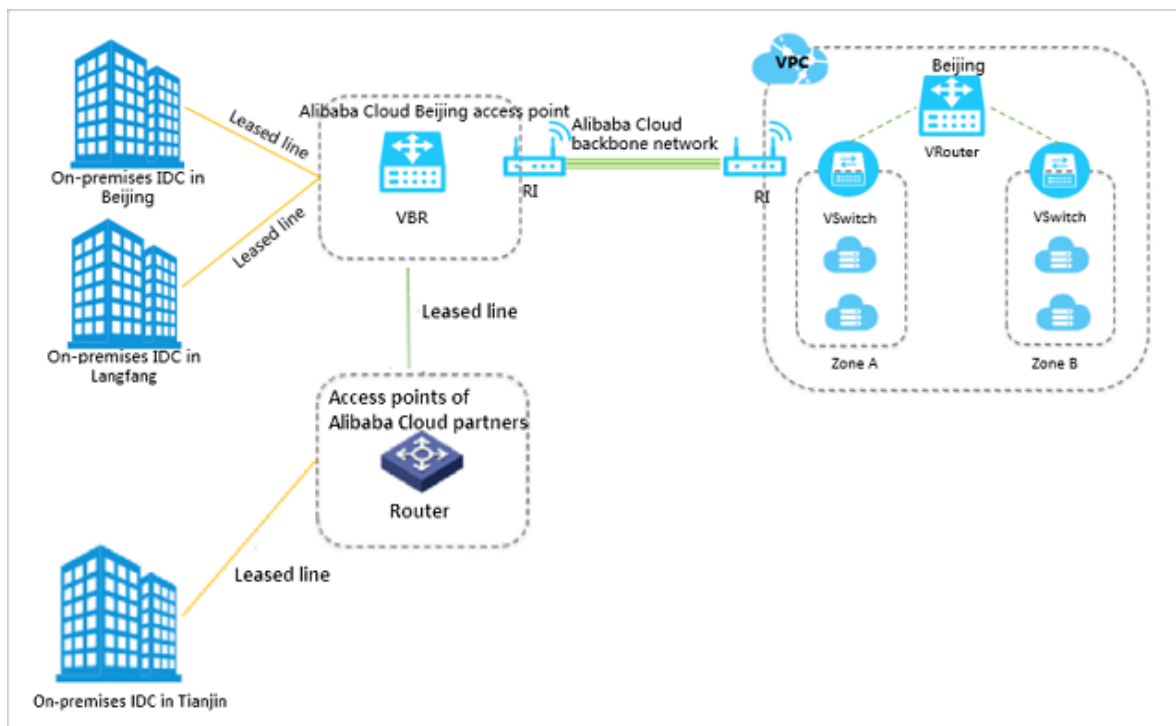 VPC
Beijing
Alibaba Cloud Beijing access point
Leased line
Alibaba Cloud
backbone network
VRouter
On-premises IDC in
Beijing
RI
RI
VBR
VSwitch
VSwitch
Leased line
Leased line
On-premises IDC in
Langfang
Zone A
Zone B
Access points of
Alibaba Cloud partners
Router
Leased line
On-premises IDC in Tianjin